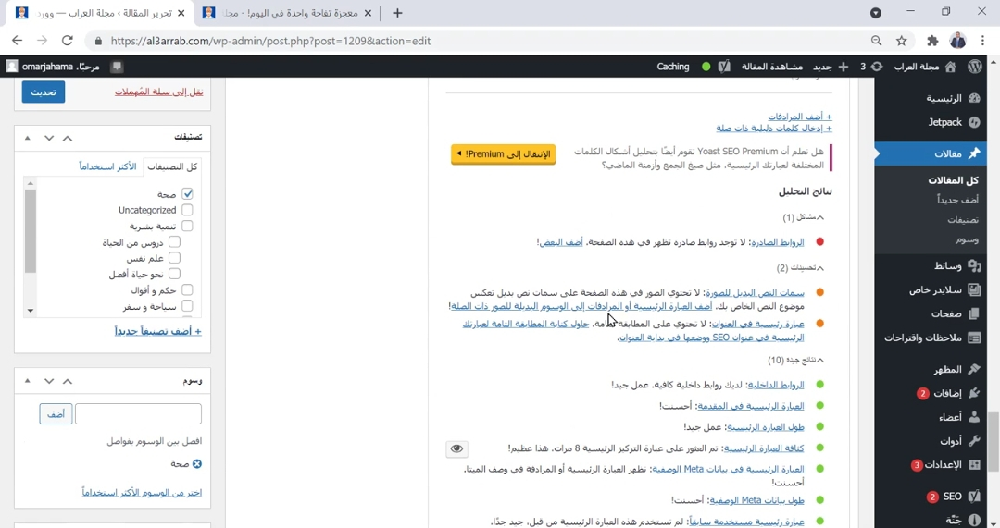 تحرير المقالة ‹ مجلة العراب — وورد
معجزة تفاحة واحدة في اليوم! - مجلة
https://al3arrab.com/wp-admin/post.php?post=1209&action=edit
مجلة العراب
3
جديد
مشاهدة المقالة
Caching
مرحبًا، omarjahama
الرئيسية
Jetpack
مقالات
كل المقالات
أضف جديداً
تصنيفات
وسوم
وسائط
سلايدر خاص
صفحات
ملاحظات واقتراحات
المظهر
إضافات 2
أعضاء
أدوات
الإعدادات 3
SEO 2
+ أضف المرادفات
+ إدخال كلمات دليلية ذات صلة
هل تعلم أن Yoast SEO Premium تقوم أيضًا بتحليل أشكال الكلمات
المختلفة لعبارتك الرئيسية، مثل صيغ الجمع وأزمنة الماضي؟
الإنتقال إلى Premium!
نتائج التحليل
مشاكل (1)
الروابط الصادرة: لا توجد روابط صادرة تظهر في هذه الصفحة. أضف البعض!
تحسينات (2)
سمات النص البديل للصورة: لا تحتوي الصور في هذه الصفحة على سمات نص بديل تعكس
موضوع النص الخاص بك. أضف العبارة الرئيسية أو المرادفات إلى الوسوم البديلة للصور ذات الصلة!
عبارة رئيسية في العنوان: لا تحتوي على المطابقة التامة. حاول كتابة المطابقة التامة لعبارتك
الرئيسية في عنوان SEO ووضعها في بداية العنوان.
نتائج جيدة (10)
الروابط الداخلية: لديك روابط داخلية كافية. عمل جيد!
العبارة الرئيسية في المقدمة: أحسنت!
طول العبارة الرئيسية: عمل جيد!
كثافة العبارة الرئيسية: تم العثور على عبارة التركيز الرئيسية 8 مرات. هذا عظيم!
العبارة الرئيسية في بيانات Meta الوصفية: تظهر العبارة الرئيسية أو المرادفة في وصف الميتا.
أحسنت!
طول بيانات Meta الوصفية: أحسنت!
عبارة رئيسية مستخدمة سابقاً: لم تستخدم هذه العبارة الرئيسية من قبل، جيد جدًا.
نقل إلى سلة المُهملات
تحديث
تصنيفات
كل التصنيفات
الأكثر استخداماً
صحة
Uncategorized
تنمية بشرية
دروس من الحياة
علم نفس
نحو حياة أفضل
حكم و أقوال
سياحة و سفر
+ أضف تصنيفاً جديداً
وسوم
أضف
افصل بين الوسوم بفواصل
صحة
اختر من الوسوم الأكثر استخداماً